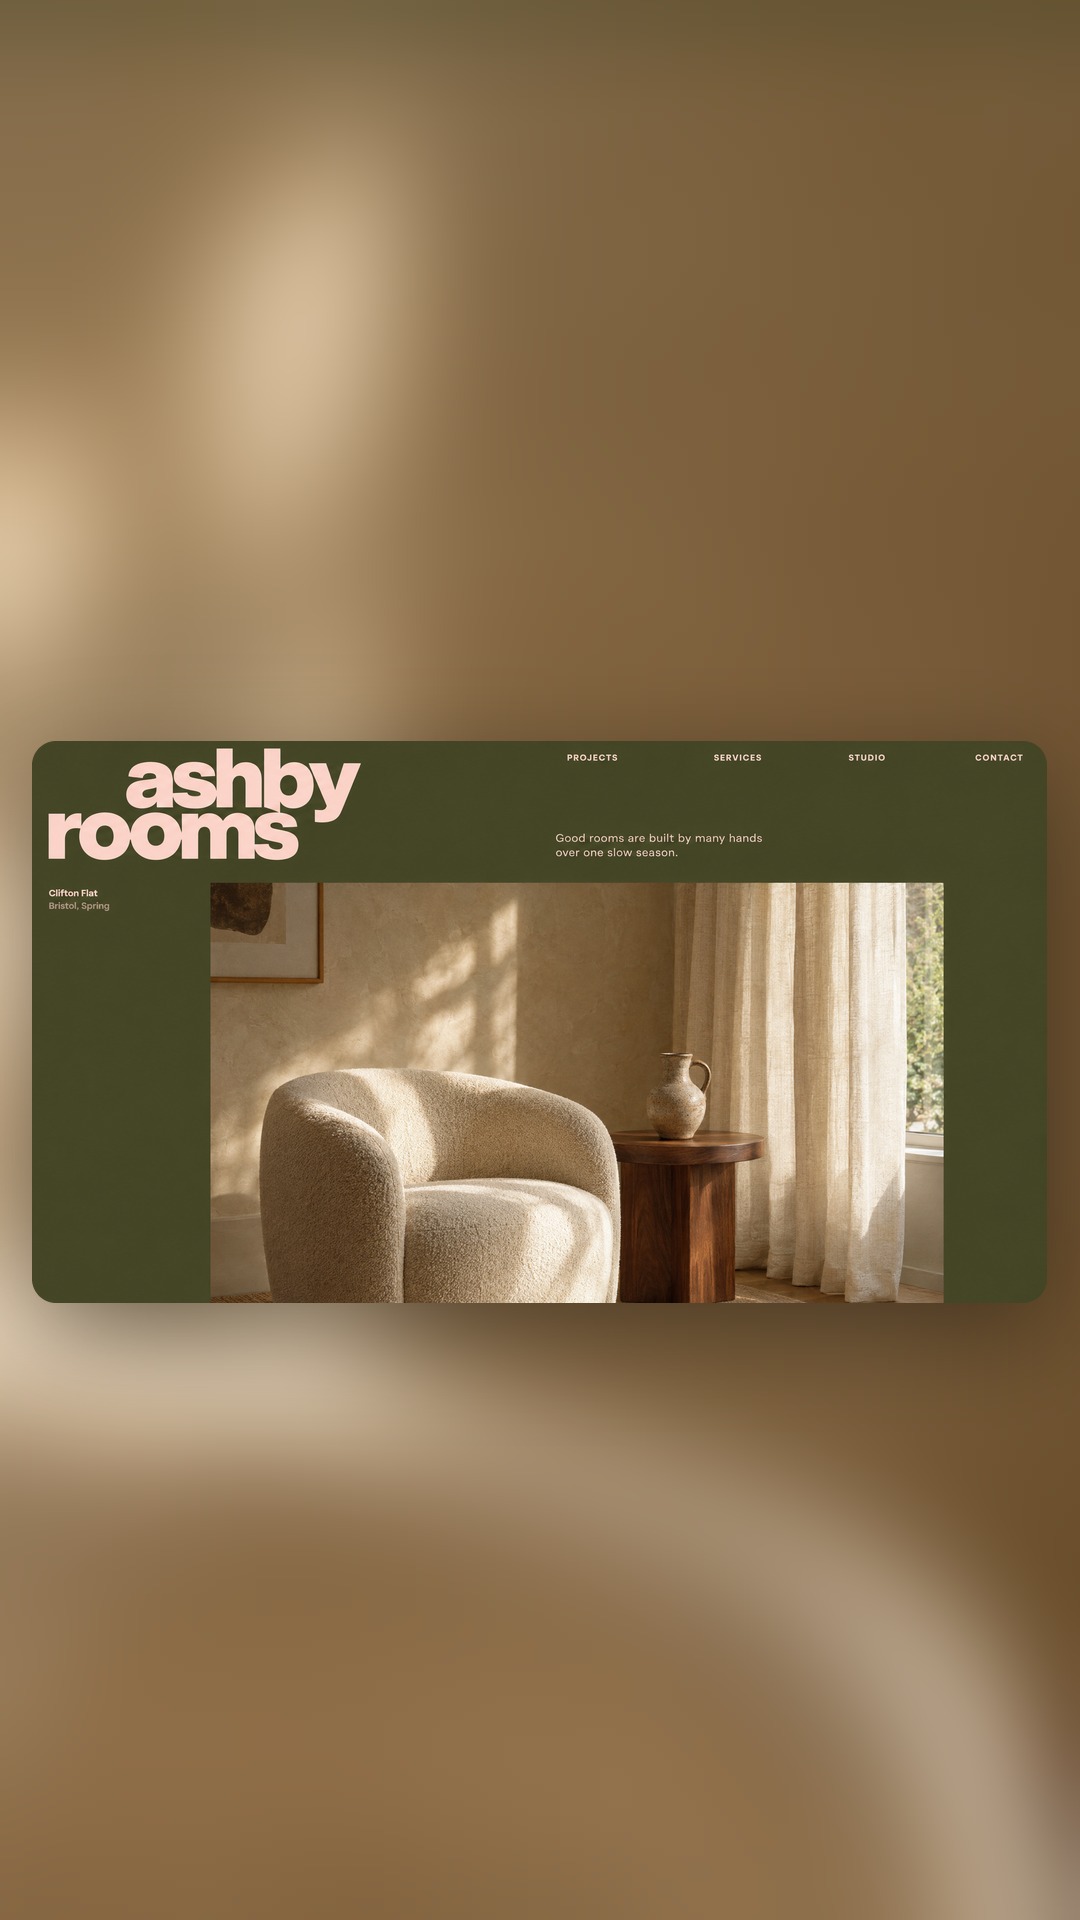 ashby
rooms
PROJECTS SERVICES STUDIO CONTACT
Good rooms are built by many hands
over one slow season.
Clifton Flat
Bristol, Spring